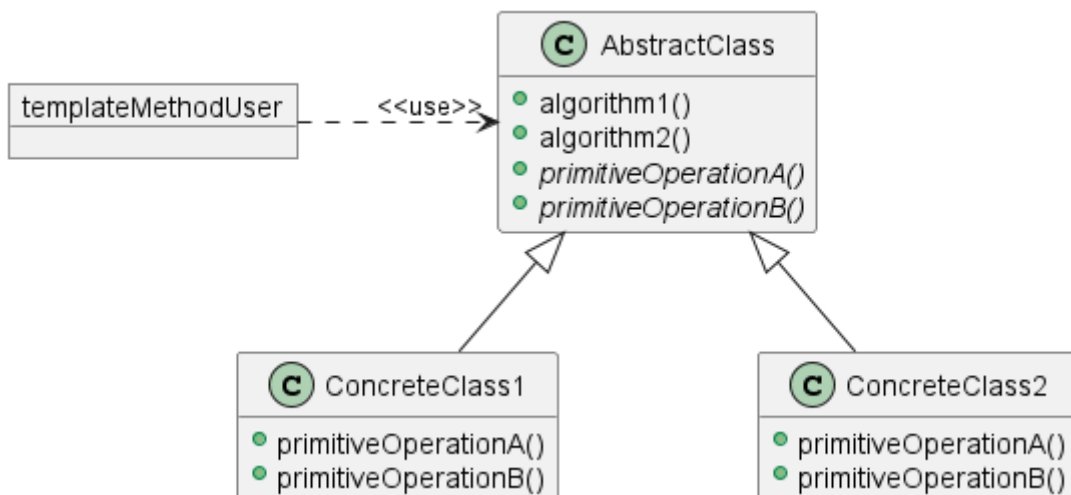 C AbstractClass
algorithm1()
algorithm2()
primitiveOperationA()
primitiveOperationB()
templateMethodUser
<<use>>
C ConcreteClass1
primitiveOperationA()
primitiveOperationB()
C ConcreteClass2
primitiveOperationA()
primitiveOperationB()